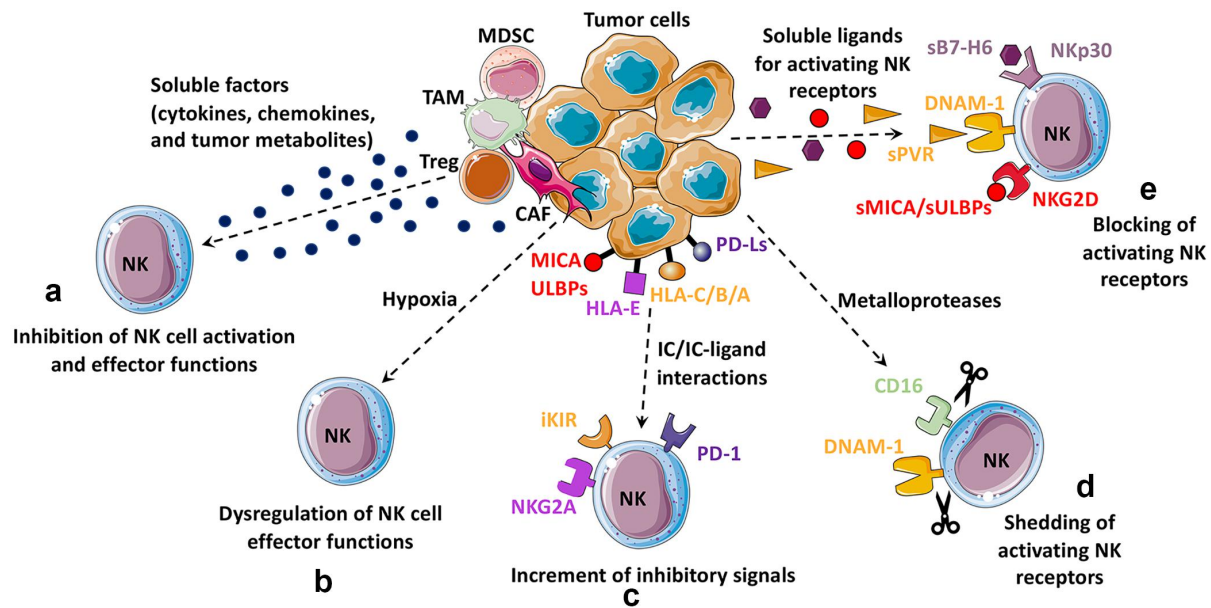 Tumor cells
MDSC
TAM
Treg
CAF
Soluble factors
(cytokines, chemokines,
and tumor metabolites)
NK
a
Inhibition of NK cell activation
and effector functions
Hypoxia
NK
Dysregulation of NK cell
effector functions
b
MICA
ULBPs
HLA-E
HLA-C/B/A
PD-Ls
IC/IC-ligand
interactions
iKIR
PD-1
NKG2A
NK
Increment of inhibitory signals
c
Metalloproteases
CD16
DNAM-1
NK
d
Shedding of
activating NK
receptors
Soluble ligands
for activating NK
receptors
sB7-H6
NKp30
DNAM-1
sPVR
NK
sMICA/sULBPs
NKG2D
e
Blocking of
activating NK
receptors